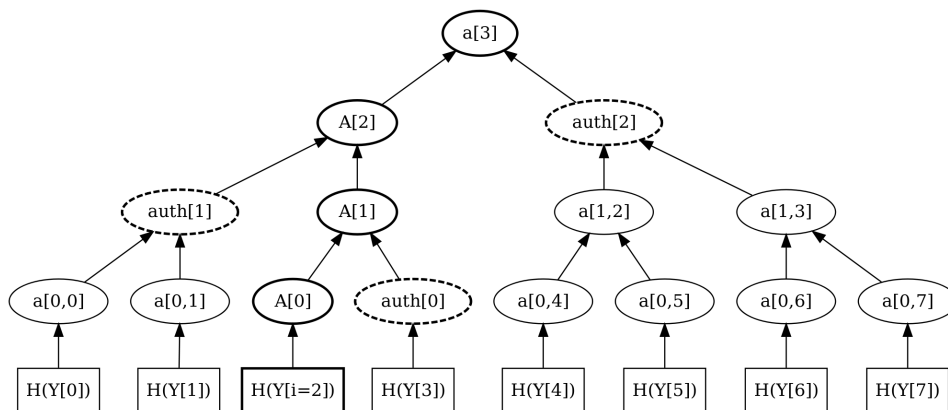 a[3]
A[2]
auth[2]
auth[1]
A[1]
a[1,2]
a[1,3]
a[0,0]
a[0,1]
A[0]
auth[0]
a[0,4]
a[0,5]
a[0,6]
a[0,7]
H(Y[0])
H(Y[1])
H(Y[i=2])
H(Y[3])
H(Y[4])
H(Y[5])
H(Y[6])
H(Y[7])